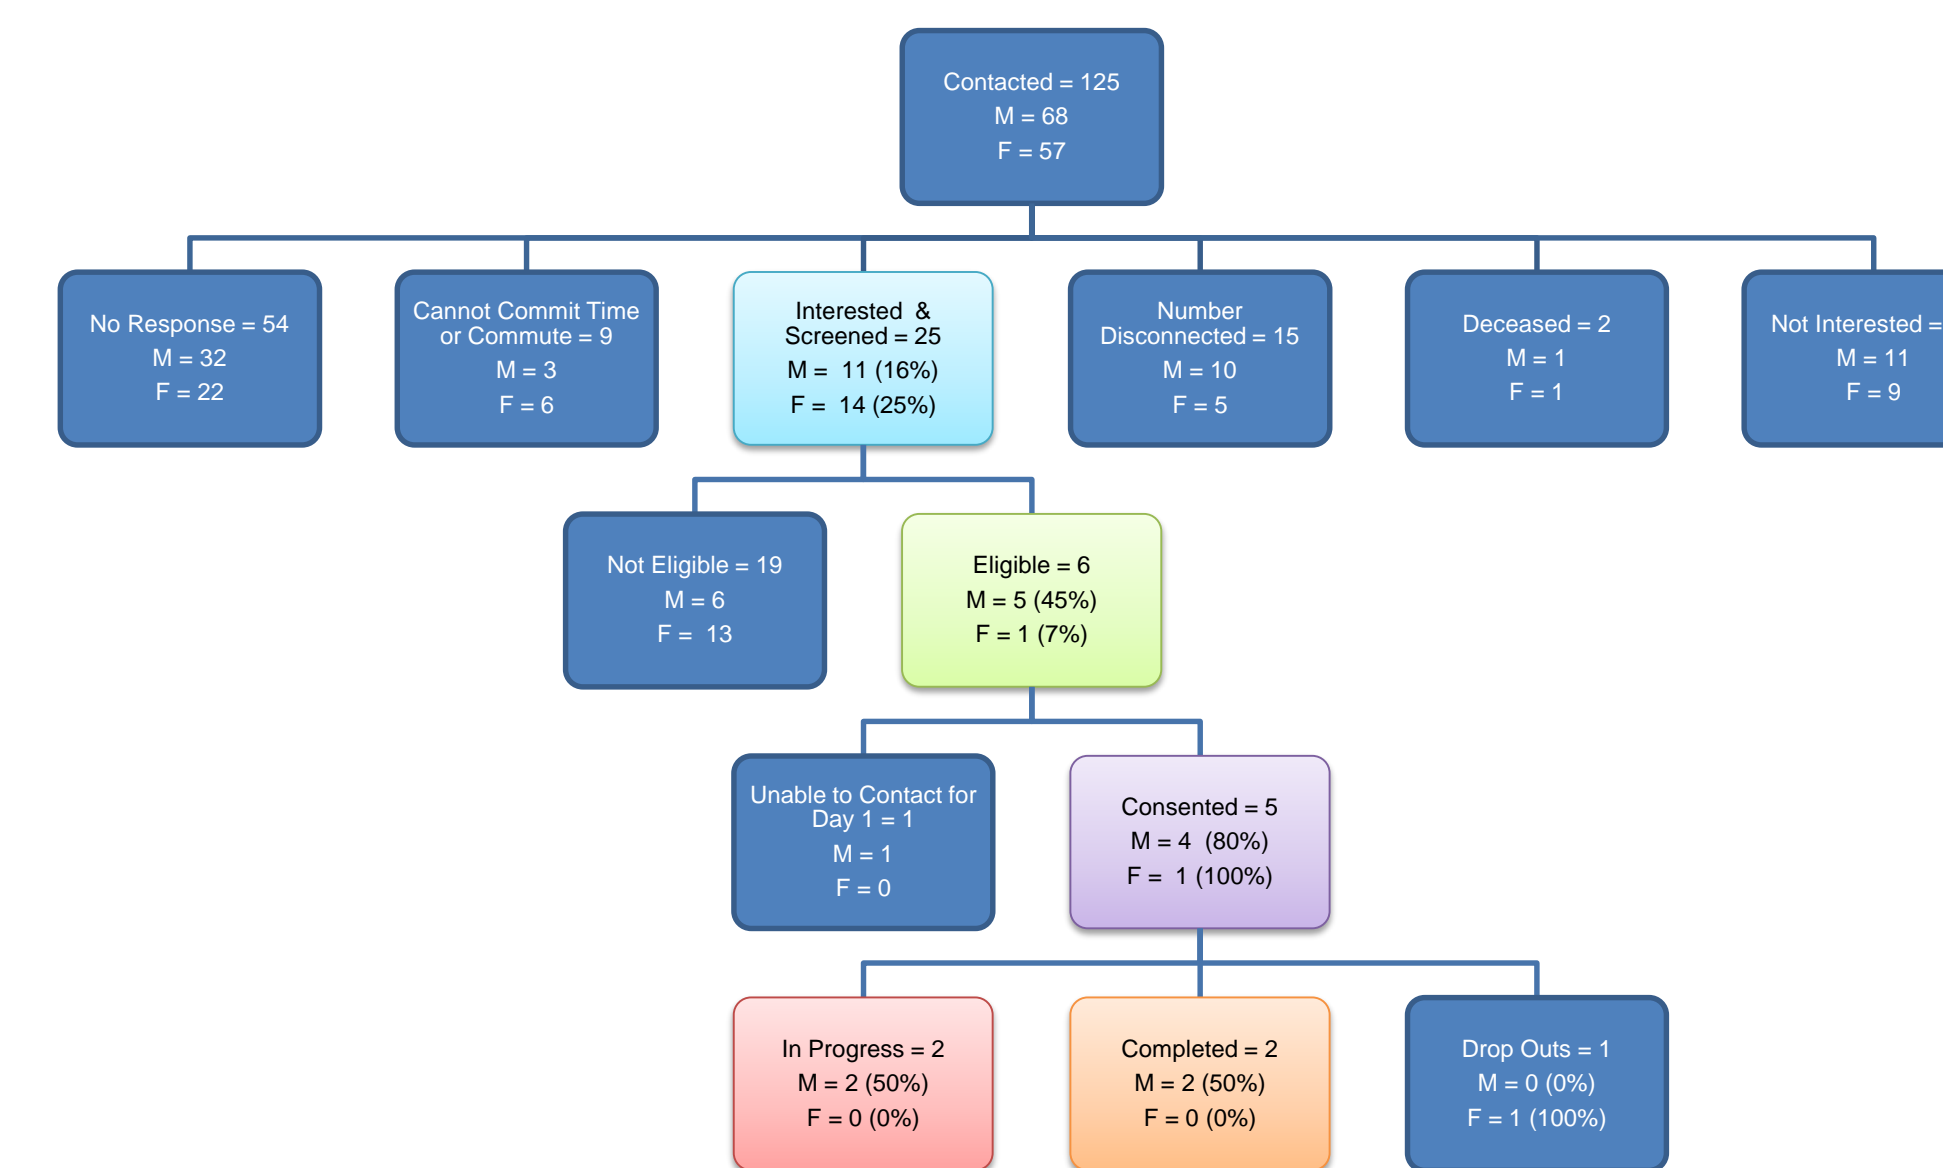 Contacted = 125
M = 68
F = 57
No Response = 54
M = 32
F = 22
Cannot Commit Time
or Commute = 9
M = 3
F = 6
Interested &
Screened = 25
M = 11 (16%)
F = 14 (25%)
Number
Disconnected = 15
M = 10
F = 5
Deceased = 2
M = 1
F = 1
Not Interested =
M = 11
F = 9
Not Eligible = 19
M = 6
F = 13
Eligible = 6
M = 5 (45%)
F = 1 (7%)
Unable to Contact for
Day 1 = 1
M = 1
F = 0
Consented = 5
M = 4 (80%)
F = 1 (100%)
In Progress = 2
M = 2 (50%)
F = 0 (0%)
Completed = 2
M = 2 (50%)
F = 0 (0%)
Drop Outs = 1
M = 0 (0%)
F = 1 (100%)